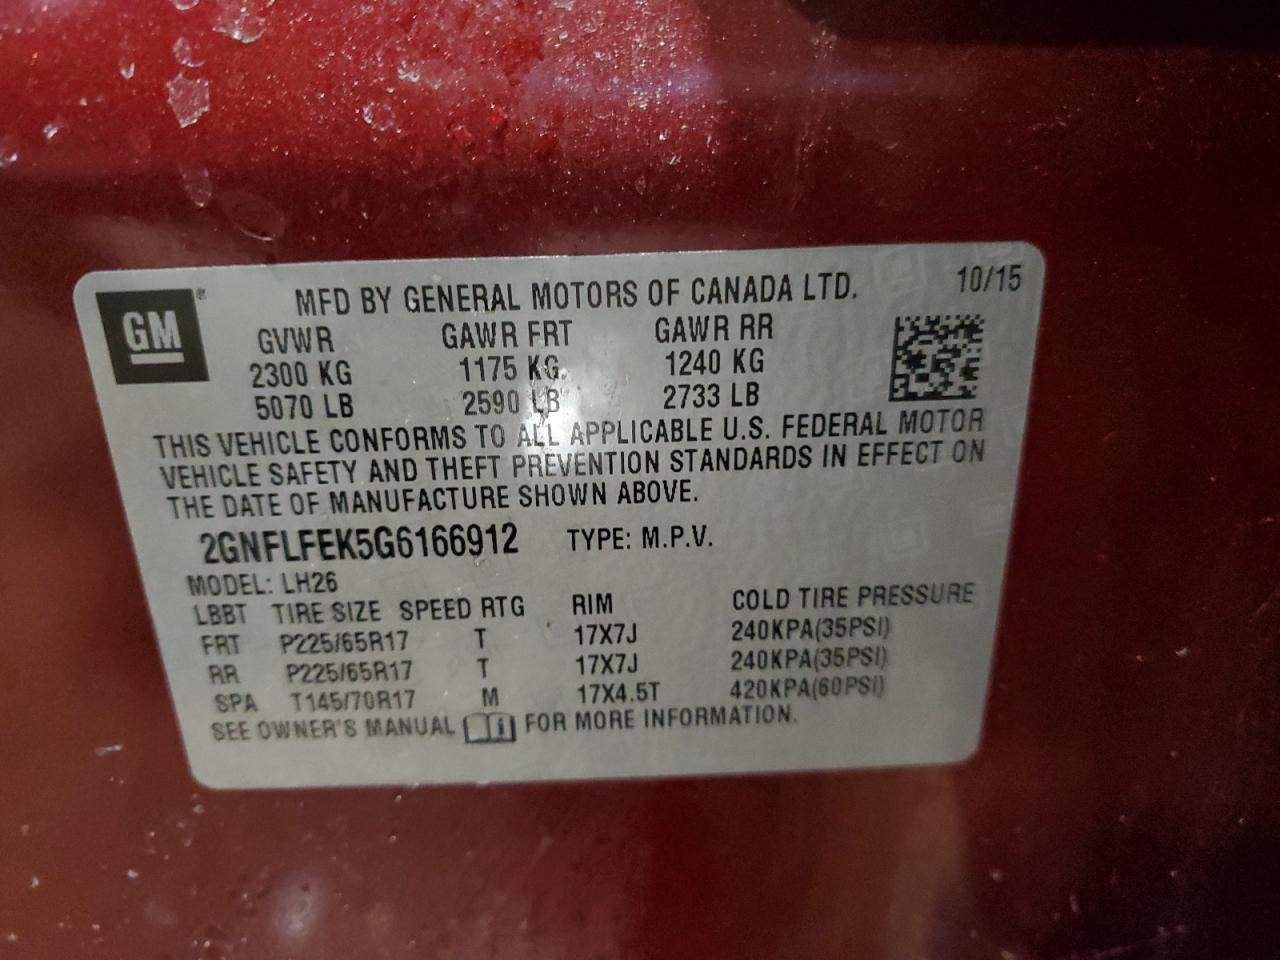 GM® MFD BY GENERAL MOTORS OF CANADA LTD. 10/15
GVWR GAWR FRT GAWR RR
2300 KG 1175 KG. 1240 KG
5070 LB 2590 LB 2733 LB
THIS VEHICLE CONFORMS TO ALL APPLICABLE U.S. FEDERAL MOTOR
VEHICLE SAFETY AND THEFT PREVENTION STANDARDS IN EFFECT ON
THE DATE OF MANUFACTURE SHOWN ABOVE.
2GNFLFEK5G6166912 TYPE: M.P.V.
MODEL: LH26
LBBT TIRE SIZE SPEED RTG RIM COLD TIRE PRESSURE
FRT P225/65R17 T 17X7J 240KPA(35PSI)
RR P225/65R17 T 17X7J 240KPA(35PSI)
SPA T145/70R17 M 17X4.5T 420KPA(60PSI)
SEE OWNER'S MANUAL i FOR MORE INFORMATION.